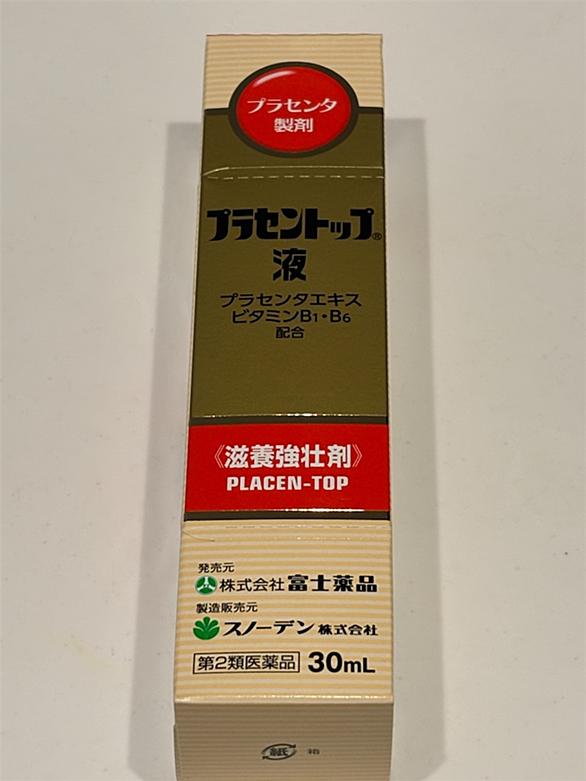 プラセンタ
製剤
プラセントップ®
液
プラセンタエキス
ビタミンB1・B6
配合
《滋養強壮剤》
PLACEN-TOP
発売元
株式会社 富士薬品
製造販売元
スノーデン 株式会社
第2類医薬品 30mL
紙 箱